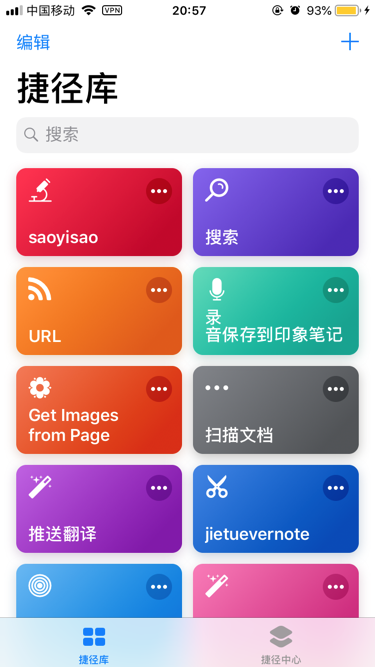 中国移动 VPN 20:57 93%
编辑
捷径库
搜索
saoyisao
搜索
URL
录
音保存到印象笔记
Get Images
from Page
扫描文档
推送翻译
jietuevernote
捷径库
捷径中心